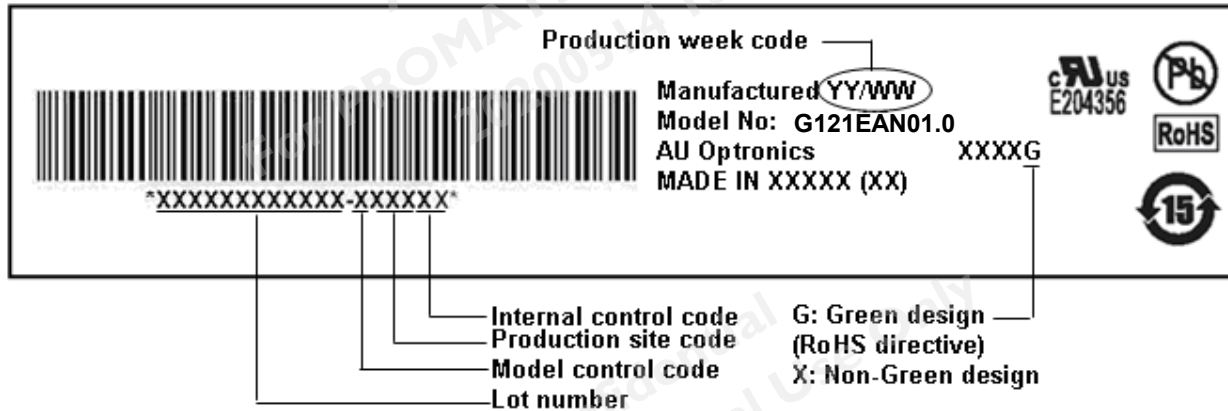 Production week code
Manufactured YY/WW
Model No: G121EAN01.0
AU Optronics XXXXG
MADE IN XXXXX (XX)
*XXXXXXXXXXXX-XXXXXX*
c RU us
E204356
Pb
RoHS
15
Internal control code
Production site code
Model control code
Lot number
G: Green design
(RoHS directive)
X: Non-Green design